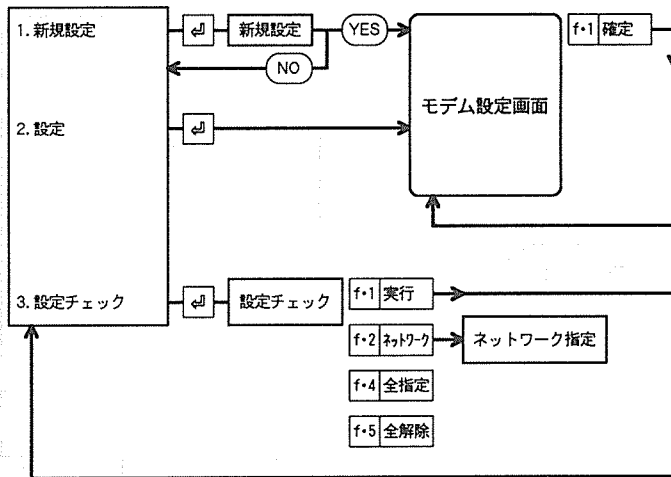 1. 新規設定
⏎
新規設定
YES
f・1 確定
NO
モデム設定画面
2. 設定
⏎
3. 設定チェック
⏎
設定チェック
f・1 実行
f・2 ネットワーク
ネットワーク指定
f・4 全指定
f・5 全解除